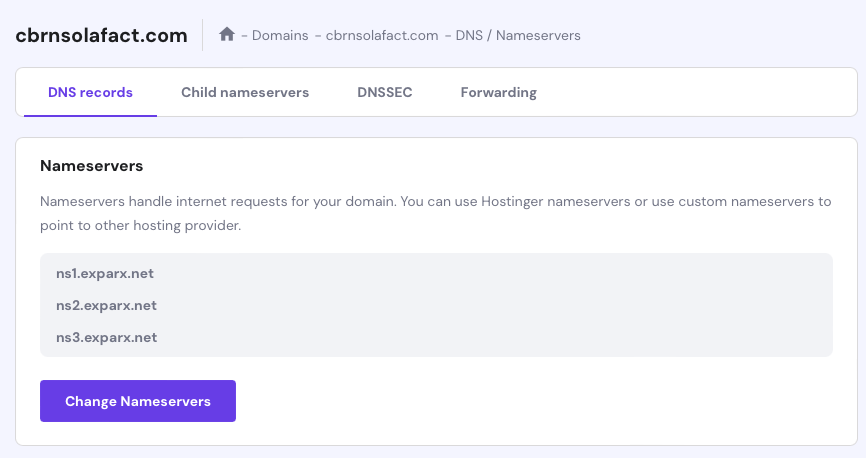 cbrnsolafact.com - Domains - cbrnsolafact.com - DNS / Nameservers
DNS records Child nameservers DNSSEC Forwarding
Nameservers
Nameservers handle internet requests for your domain. You can use Hostinger nameservers or use custom nameservers to
point to other hosting provider.
ns1.exparx.net
ns2.exparx.net
ns3.exparx.net
Change Nameservers